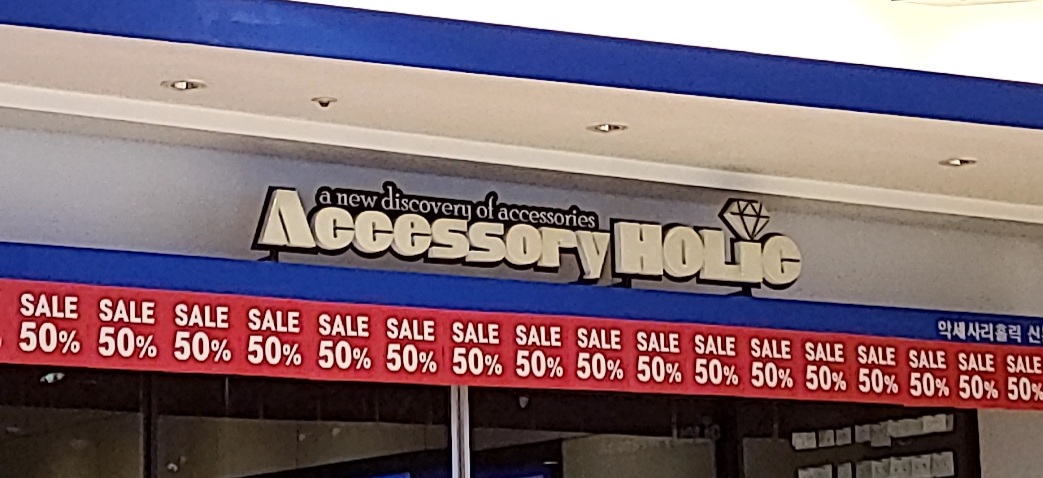 a new discovery of accessories
Accessory HOLiC
악세사리홀릭
SALE SALE SALE SALE SALE SALE SALE SALE SALE SALE SALE SALE SALE SALE SALE SALE SALE
50% 50% 50% 50% 50% 50% 50% 50% 50% 50% 50% 50% 50% 50% 50% 50% 50%